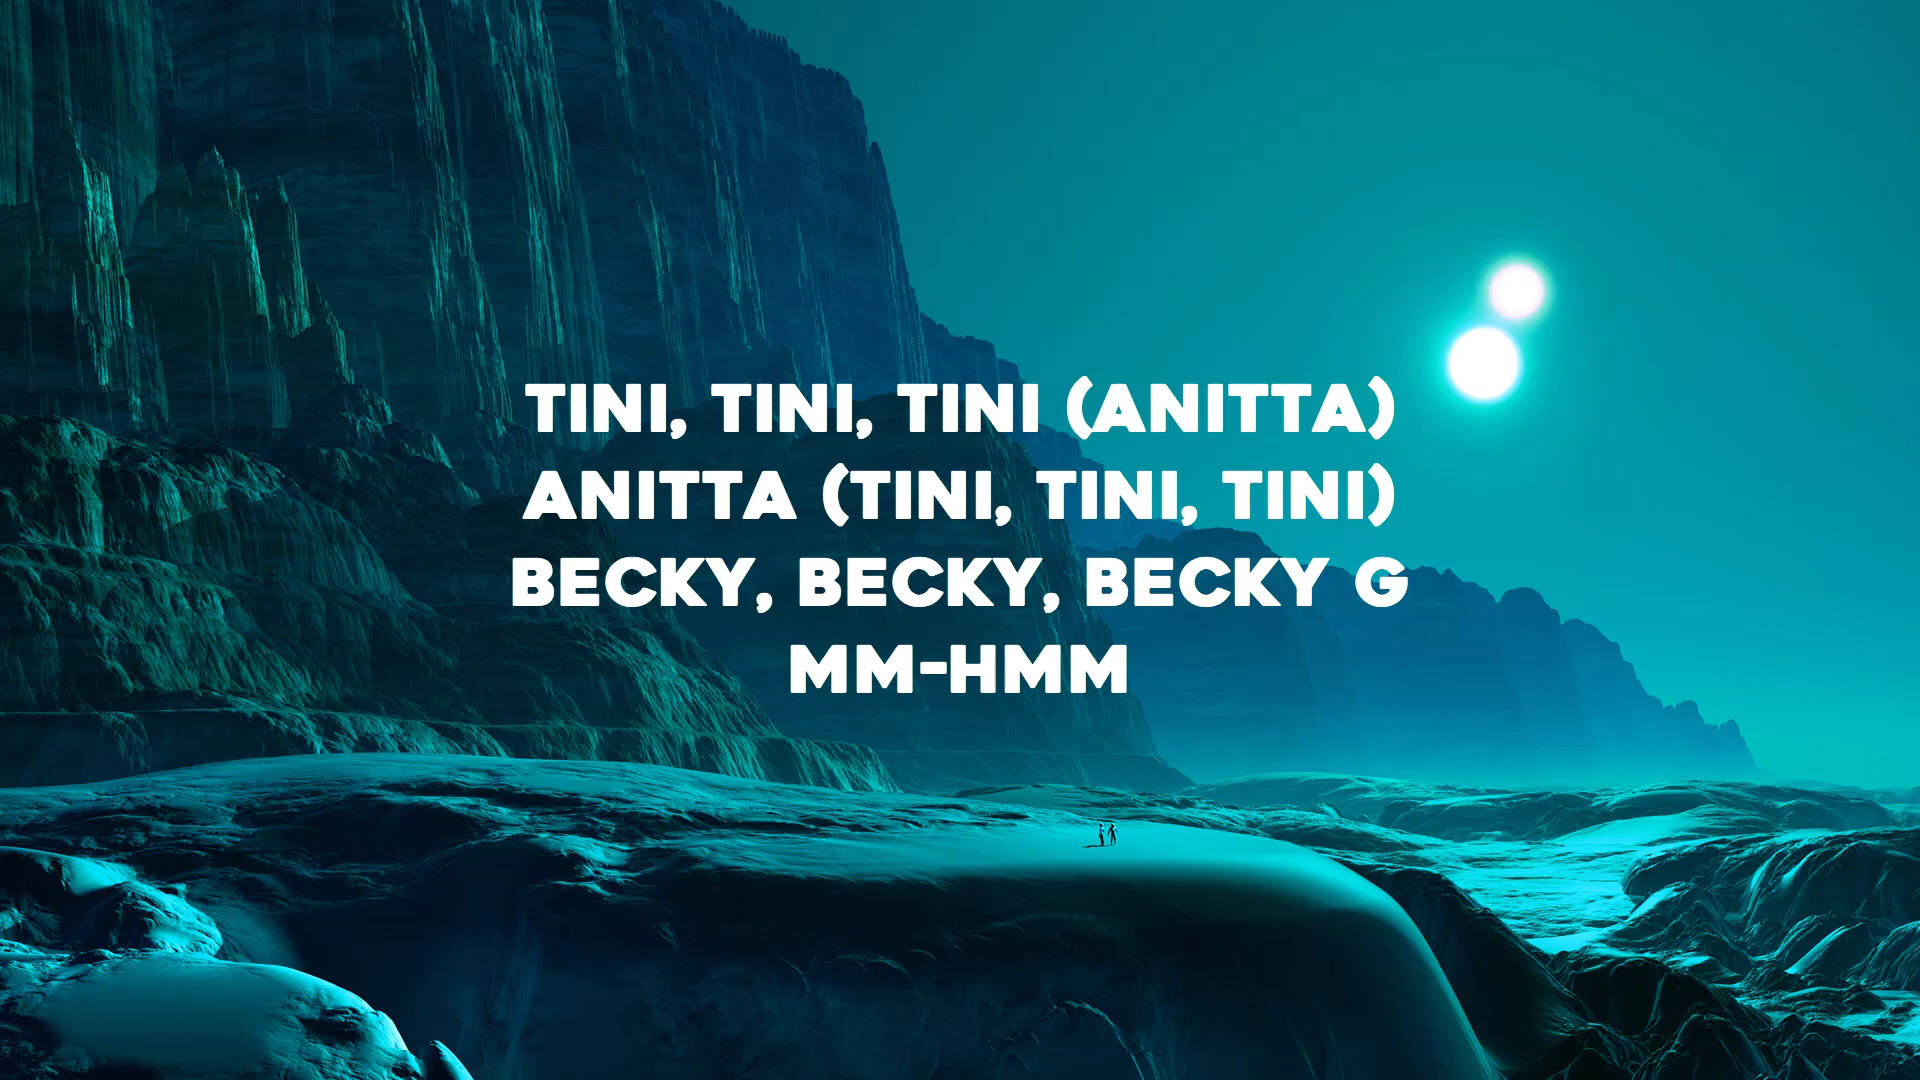 TINI, TINI, TINI (ANITTA)
ANITTA (TINI, TINI, TINI)
BECKY, BECKY, BECKY G
MM-HMM